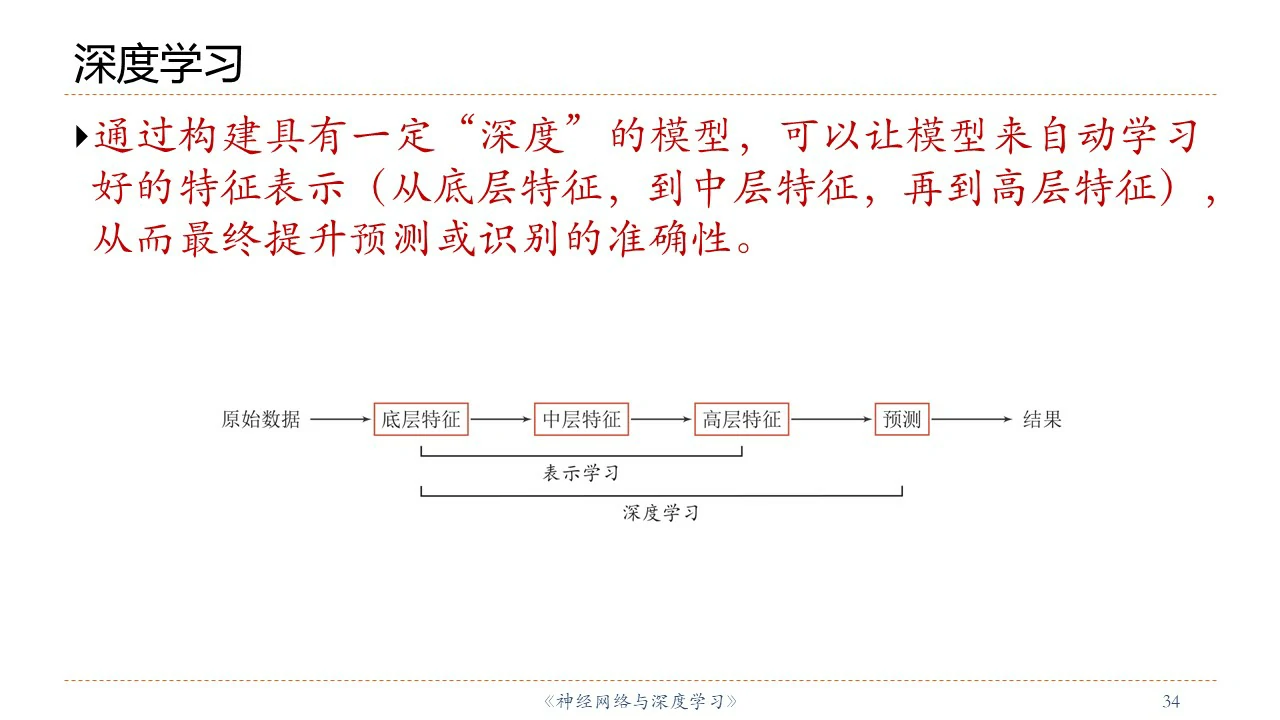 深度学习
通过构建具有一定“深度”的模型，可以让模型来自动学习
好的特征表示（从底层特征，到中层特征，再到高层特征），
从而最终提升预测或识别的准确性。
原始数据 底层特征 中层特征 高层特征 预测 结果
表示学习
深度学习
《神经网络与深度学习》 34